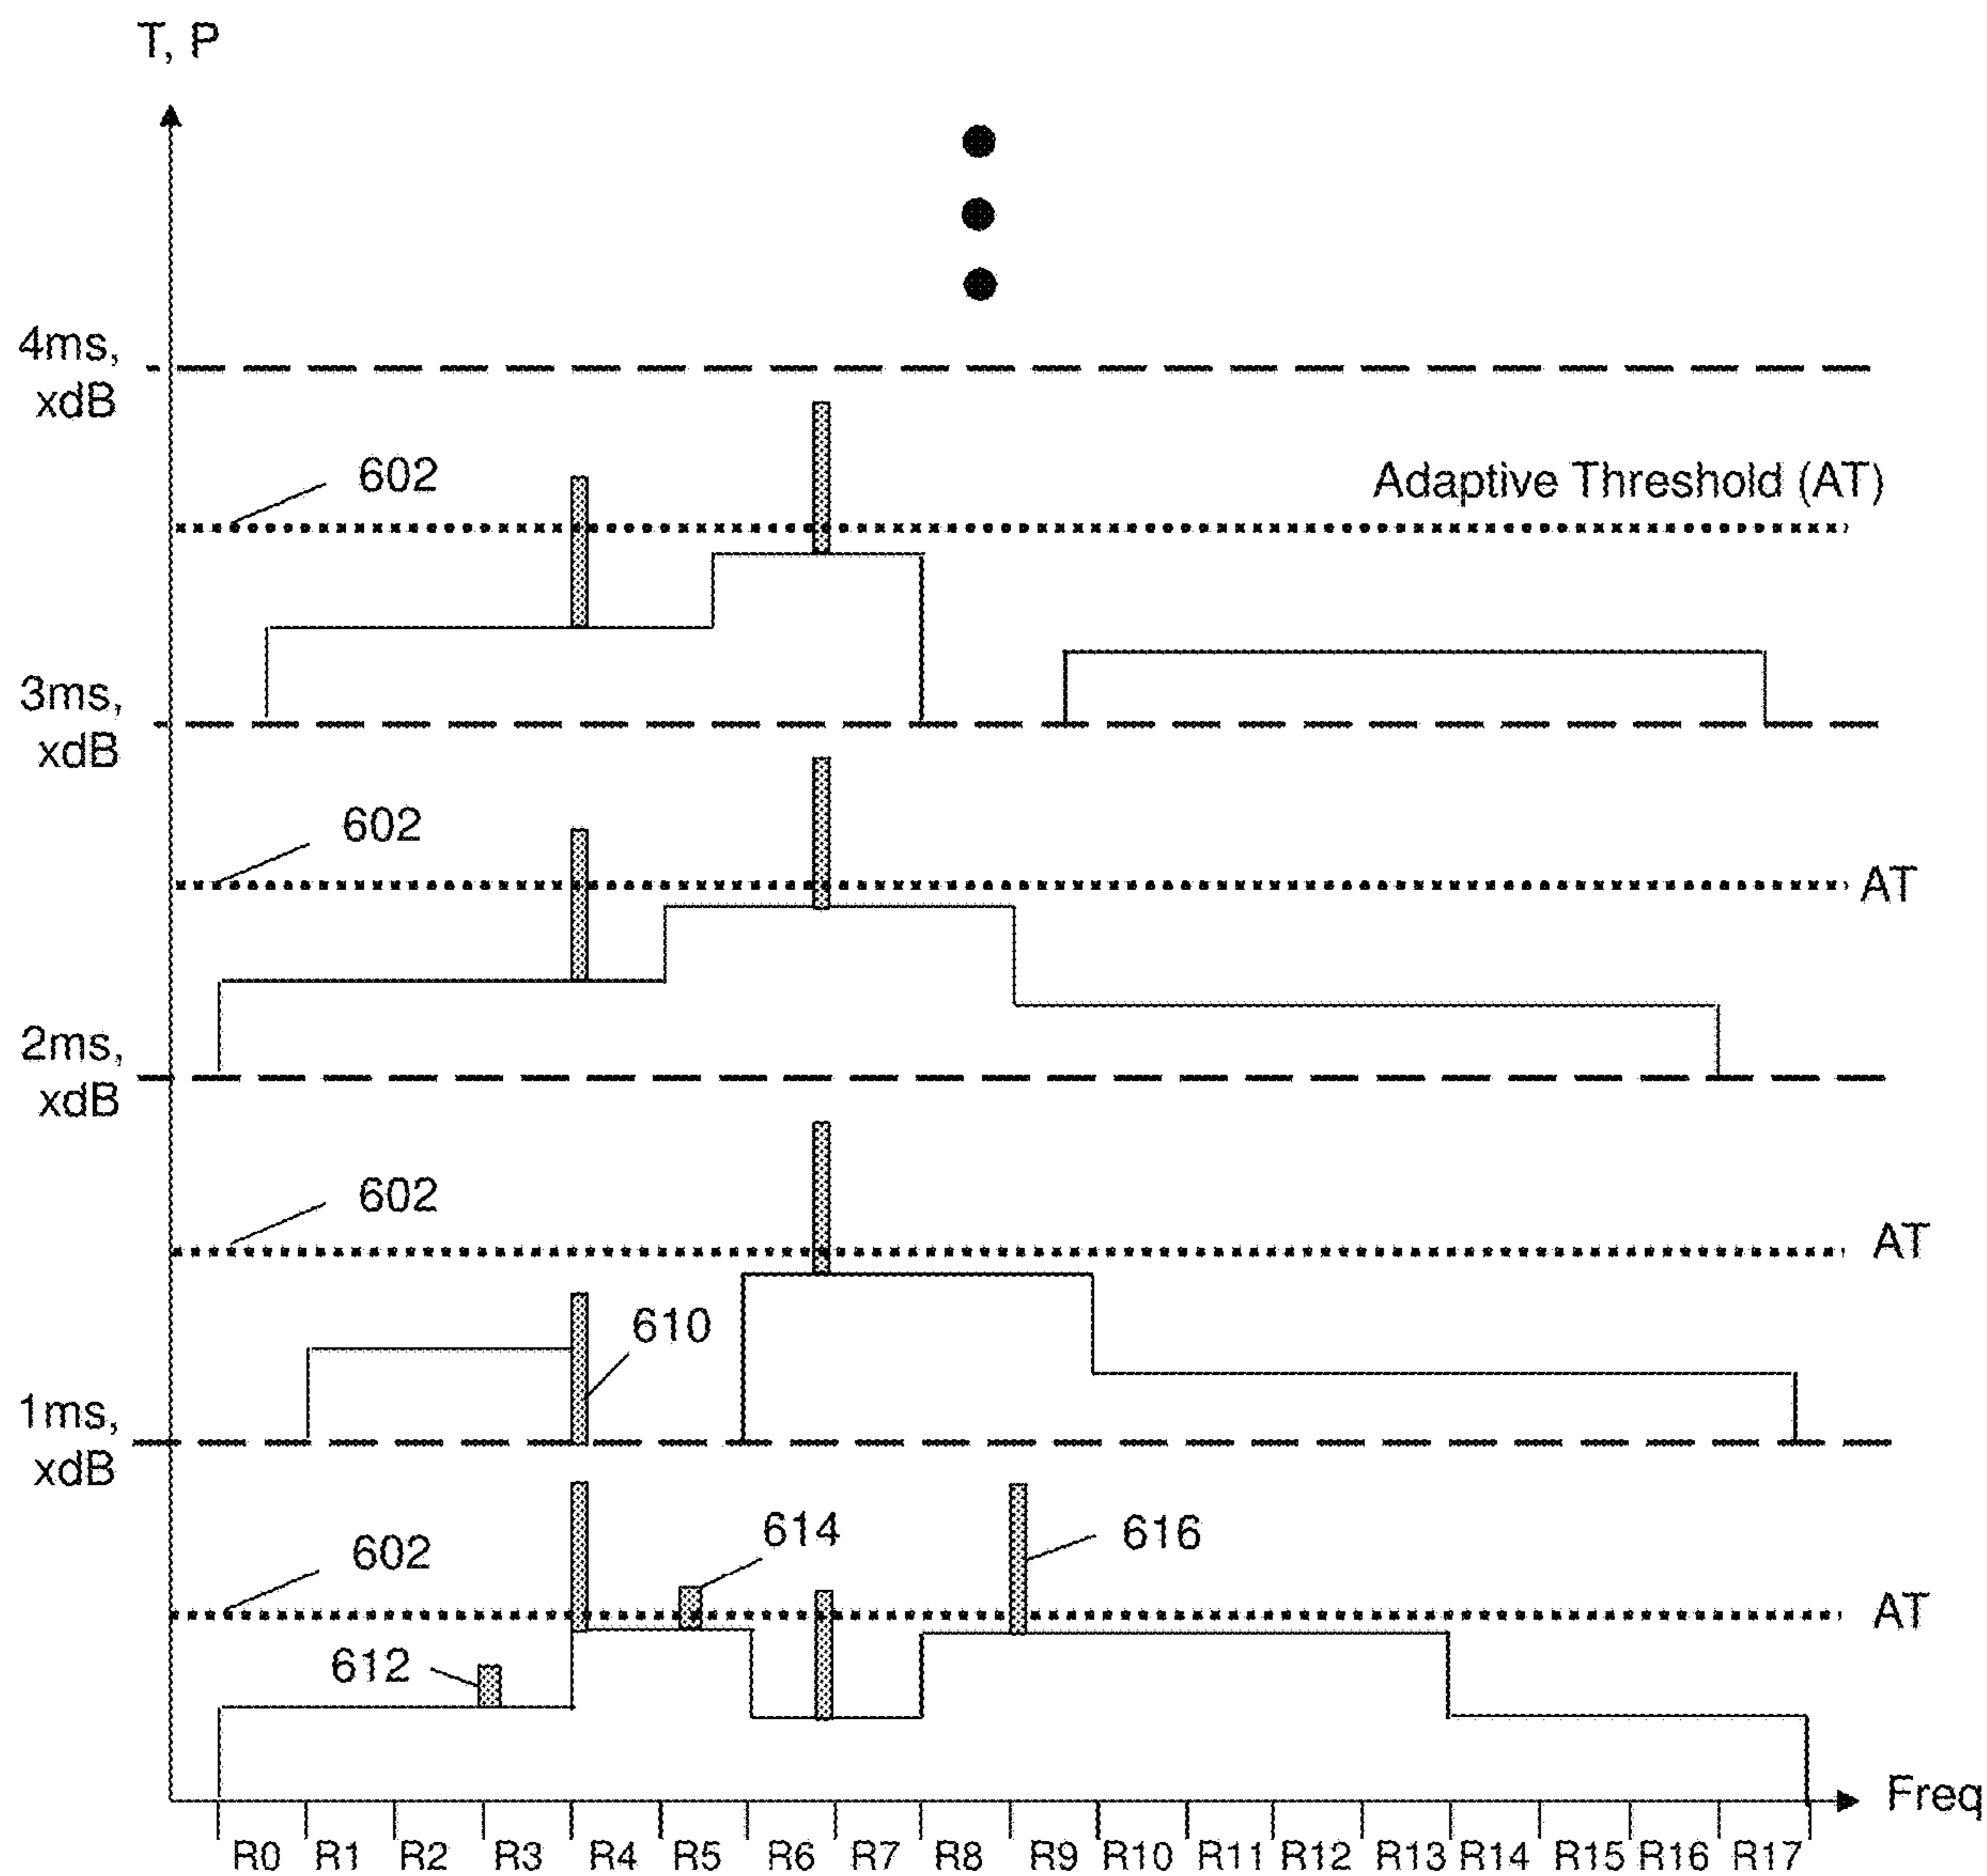 T, P
4ms,
xdB
602
Adaptive Threshold (AT)
3ms,
xdB
602
AT
2ms,
xdB
602
AT
610
1ms,
xdB
602
614
616
AT
612
Freq
R0 R1 R2 R3 R4 R5 R6 R7 R8 R9 R10 R11 R12 R13 R14 R15 R16 R17